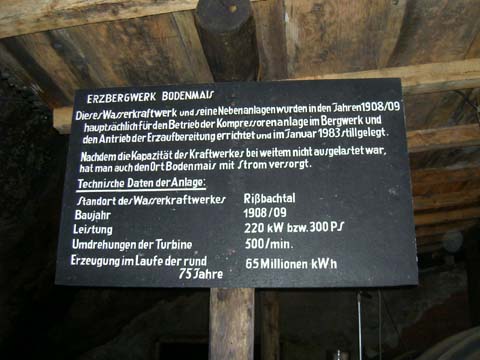 ERZBERGWERK BODENMAIS
Dieses Wasserkraftwerk und seine Nebenanlagen wurden in den Jahren 1908/09
hauptsächlich für den Betrieb der Kompressorenanlage im Bergwerk und
den Antrieb der Erzaufbereitung errichtet und im Januar 1983 stillgelegt.
Nachdem die Kapazität des Kraftwerkes bei weitem nicht ausgelastet war,
hat man auch den Ort Bodenmais mit Strom versorgt.
Technische Daten der Anlage:
Standort des Wasserkraftwerkes Rißbachtal
Baujahr 1908/09
Leistung 220 kW bzw. 300 PS
Umdrehungen der Turbine 500/min.
Erzeugung im Laufe der rund 65 Millionen kWh
75 Jahre